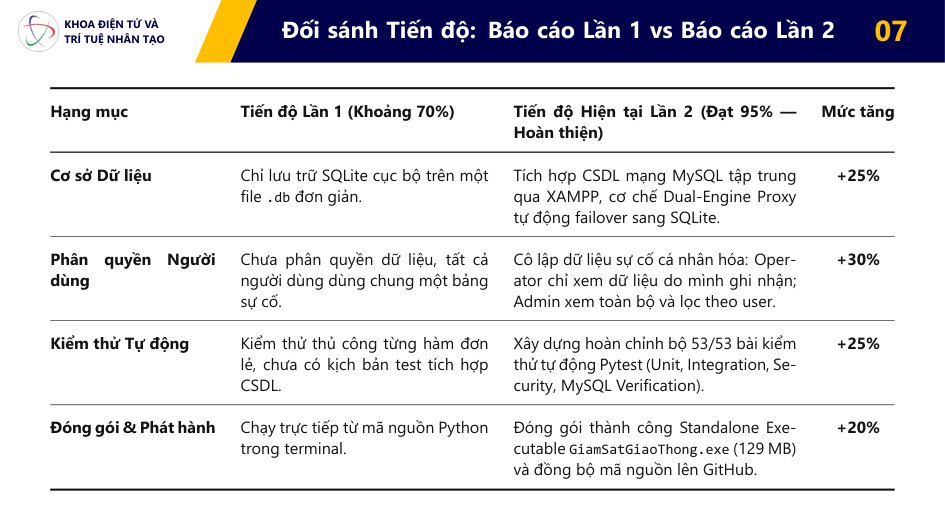 KHOA ĐIỆN TỬ VÀ
TRÍ TUỆ NHÂN TẠO
Đối sánh Tiến độ: Báo cáo Lần 1 vs Báo cáo Lần 2
07
Hạng mục
Tiến độ Lần 1 (Khoảng 70%)
Tiến độ Hiện tại Lần 2 (Đạt 95% —
Hoàn thiện)
Mức tăng
Cơ sở Dữ liệu
Chỉ lưu trữ SQLite cục bộ trên một
file .db đơn giản.
Tích hợp CSDL mạng MySQL tập trung
qua XAMPP, cơ chế Dual-Engine Proxy
tự động failover sang SQLite.
+25%
Phân quyền Người
dùng
Chưa phân quyền dữ liệu, tất cả
người dùng dùng chung một bảng
sự cố.
Cô lập dữ liệu sự cố cá nhân hóa: Oper-
ator chỉ xem dữ liệu do mình ghi nhận;
Admin xem toàn bộ và lọc theo user.
+30%
Kiểm thử Tự động
Kiểm thử thủ công từng hàm đơn
lẻ, chưa có kịch bản test tích hợp
CSDL.
Xây dựng hoàn chỉnh bộ 53/53 bài kiểm
thử tự động Pytest (Unit, Integration, Se-
curity, MySQL Verification).
+25%
Đóng gói & Phát hành
Chạy trực tiếp từ mã nguồn Python
trong terminal.
Đóng gói thành công Standalone Exe-
cutable GiamSatGiaoThong.exe (129 MB)
và đồng bộ mã nguồn lên GitHub.
+20%